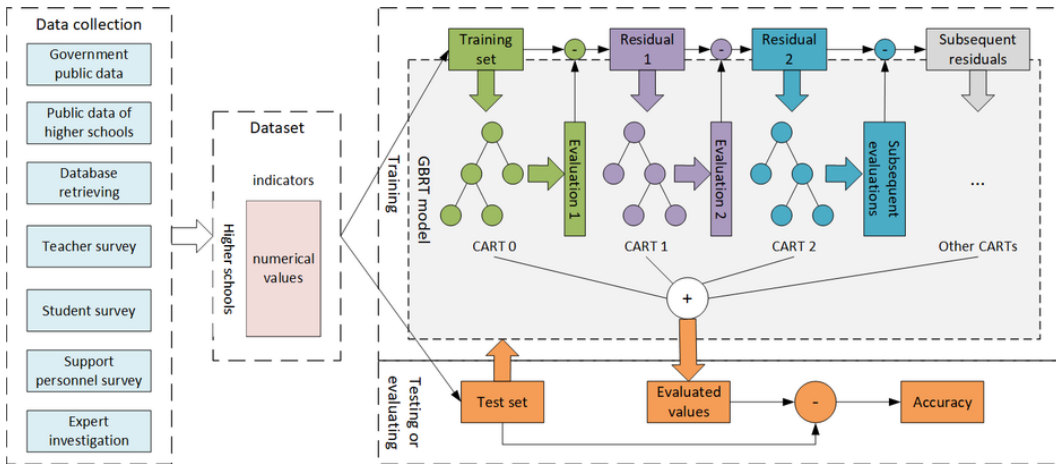 Data collection
Government
public data
Public data of
higher schools
Database
retrieving
Teacher survey
Student survey
Support
personnel survey
Expert
investigation
Dataset
indicators
Higher schools
numerical
values
Training
GBRT model
Training
set
-
Residual
1
-
Residual
2
-
Subsequent
residuals
Evaluation 1
Evaluation 2
Subsequent
evaluations
...
CART 0
CART 1
CART 2
Other CARTs
+
Testing or
evaluating
Test set
Evaluated
values
-
Accuracy